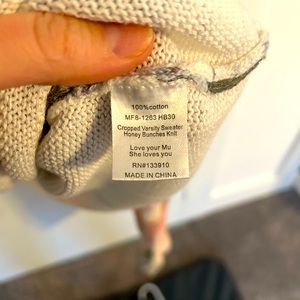 100%cotton
MF8-1263 HB30
Cropped Varsity Sweater
Honey Bunches Knit
Love your Mu
She loves you
RN#133910
MADE IN CHINA